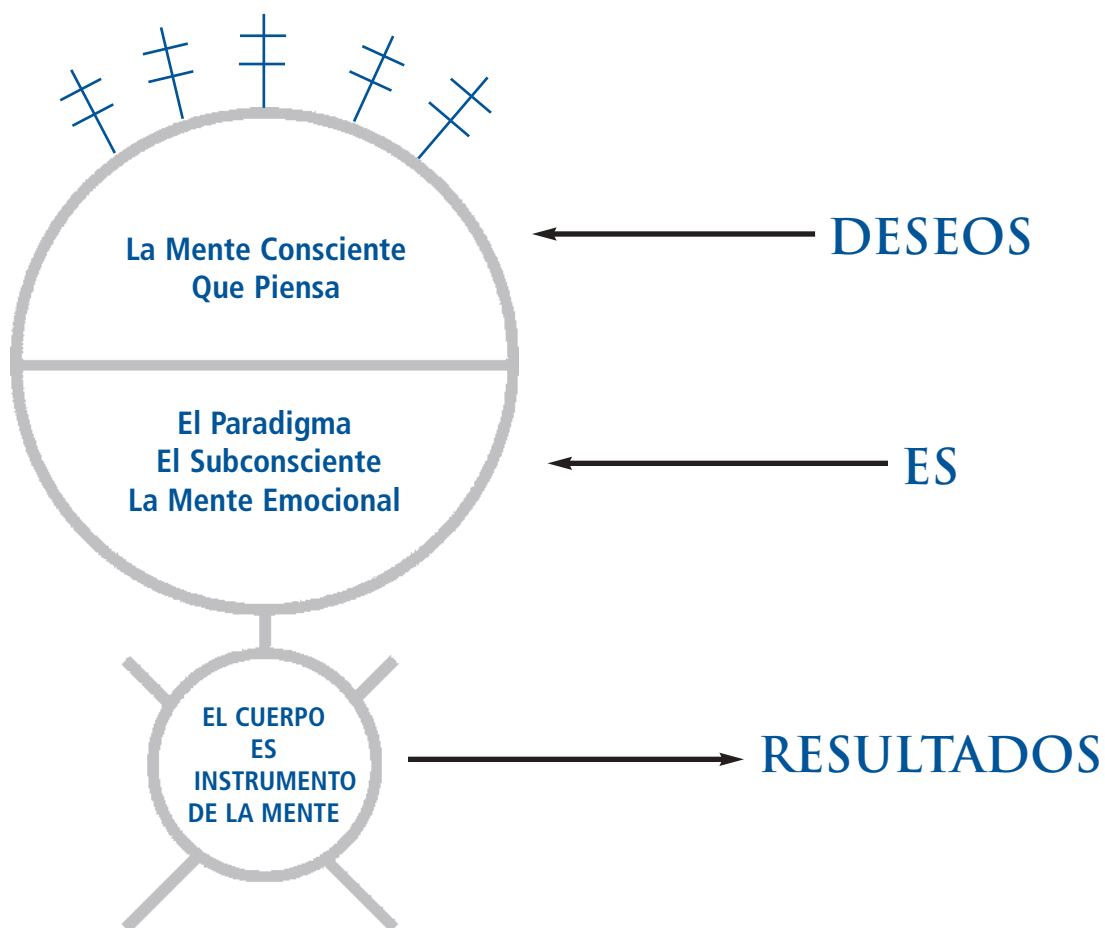 La Mente Consciente
Que Piensa
DESEOS
El Paradigma
El Subconsciente
La Mente Emocional
ES
EL CUERPO
ES
INSTRUMENTO
DE LA MENTE
RESULTADOS